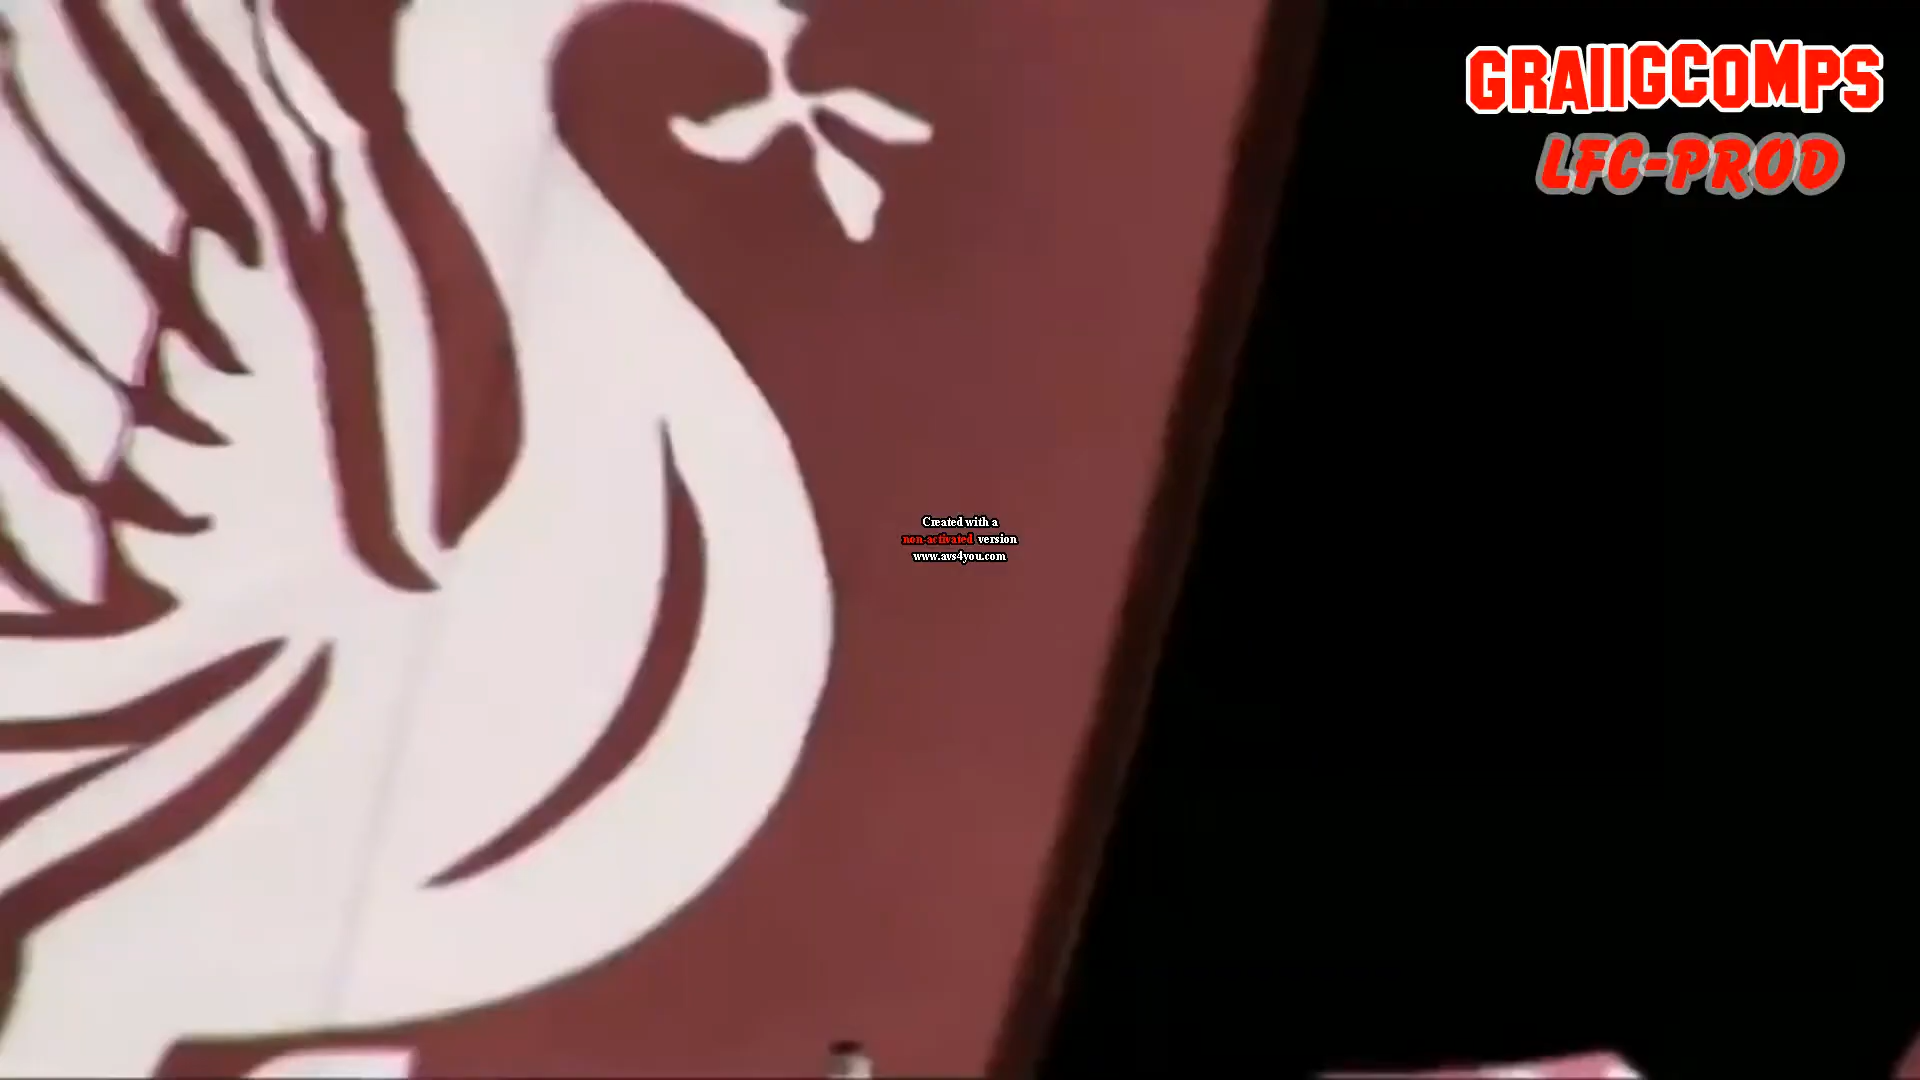 GRAIIGCOMPS
LFC-PROD
Created with a
non-activated version
www.avs4you.com